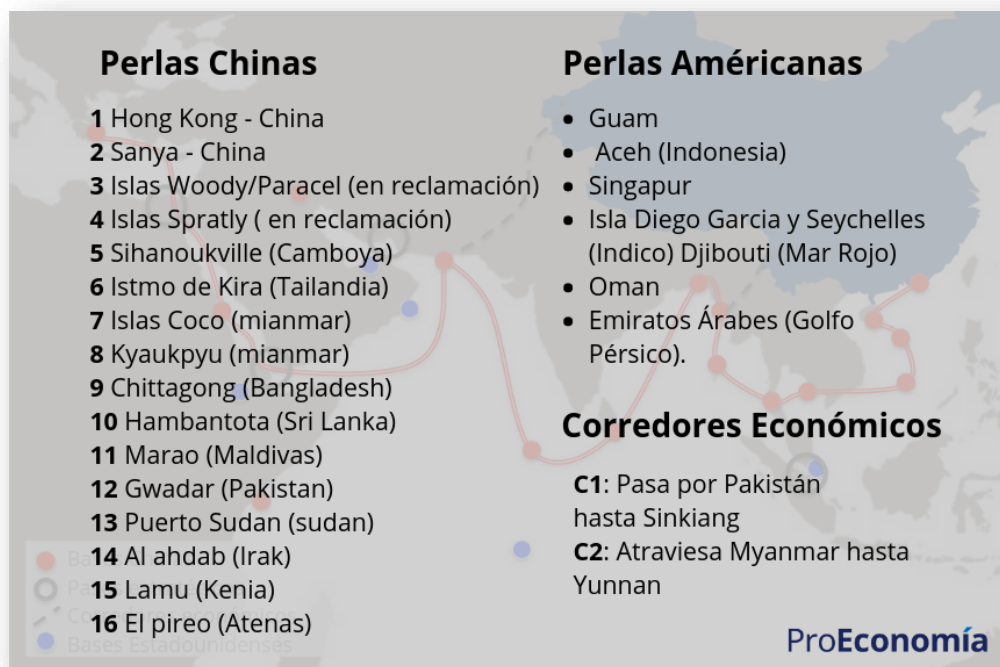 Perlas Chinas
1 Hong Kong - China
2 Sanya - China
3 Islas Woody/Paracel (en reclamación)
4 Islas Spratly ( en reclamación)
5 Sihanoukville (Camboya)
6 Istmo de Kira (Tailandia)
7 Islas Coco (mianmar)
8 Kyaukpyu (mianmar)
9 Chittagong (Bangladesh)
10 Hambantota (Sri Lanka)
11 Marao (Maldivas)
12 Gwadar (Pakistan)
13 Puerto Sudan (sudan)
14 Al ahdab (Irak)
15 Lamu (Kenia)
16 El pireo (Atenas)
Perlas Américanas
• Guam
• Aceh (Indonesia)
• Singapur
• Isla Diego Garcia y Seychelles
(Indico) Djibouti (Mar Rojo)
• Oman
• Emiratos Árabes (Golfo
Pérsico).
Corredores Económicos
C1: Pasa por Pakistán
hasta Sinkiang
C2: Atraviesa Myanmar hasta
Yunnan
Bases Estadounidenses
ProEconomía